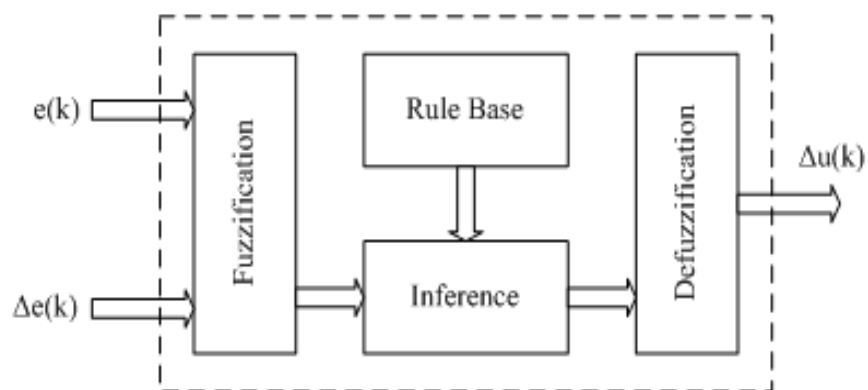 e(k)
Δe(k)
Fuzzification
Rule Base
Inference
Defuzzification
Δu(k)